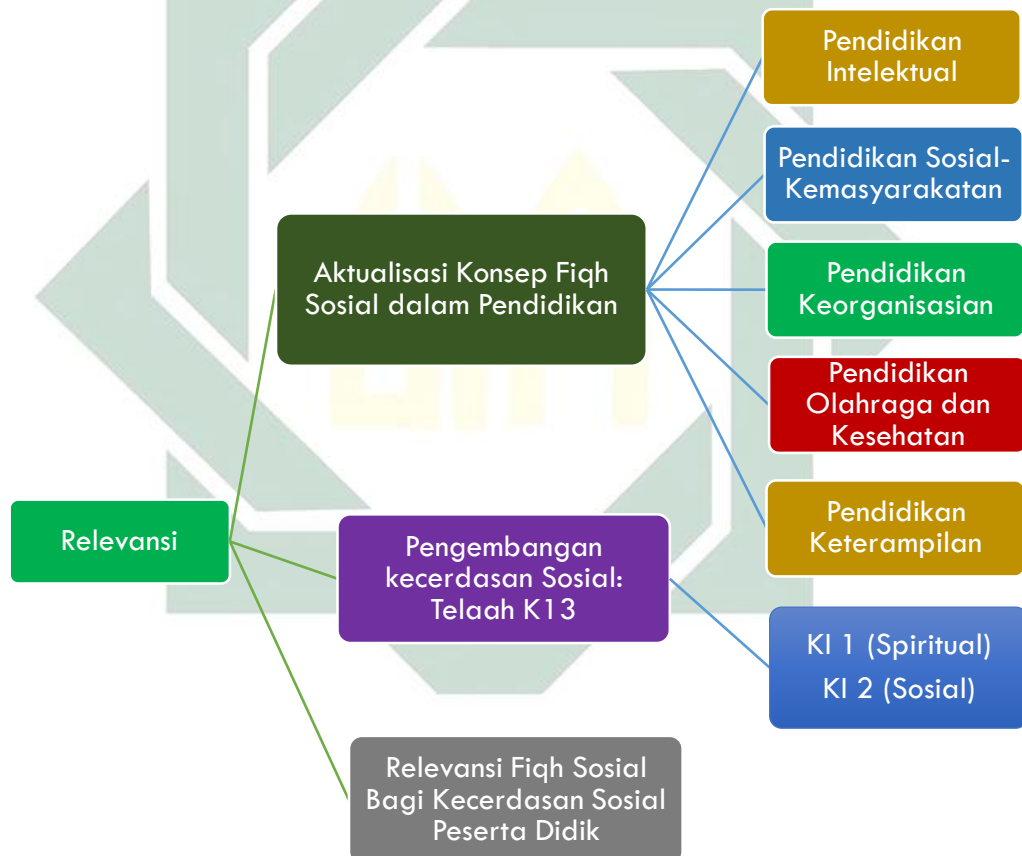 Relevansi
Aktualisasi Konsep Fiqh
Sosial dalam Pendidikan
Pendidikan
Intelektual
Pendidikan Sosial-
Kemasyarakatan
Pendidikan
Keorganisasian
Pendidikan
Olahraga dan
Kesehatan
Pendidikan
Keterampilan
Pengembangan
kecerdasan Sosial:
Telaah K13
KI 1 (Spiritual)
KI 2 (Sosial)
Relevansi Fiqh Sosial
Bagi Kecerdasan Sosial
Peserta Didik